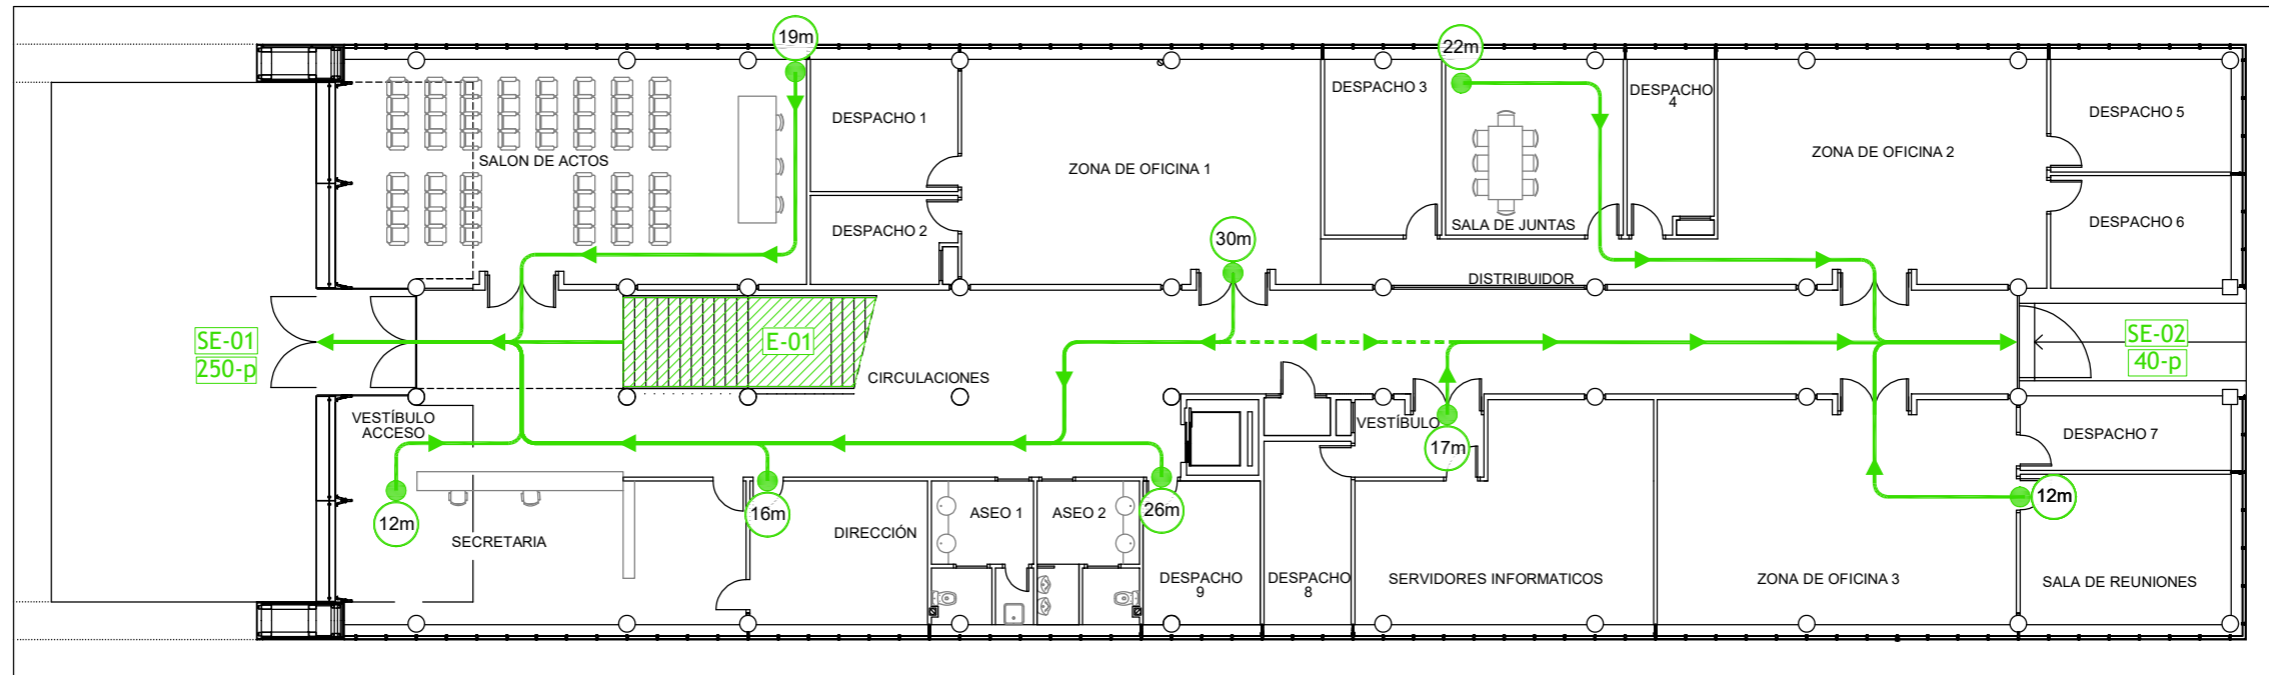 19m
22m
DESPACHO 3
DESPACHO
4
DESPACHO 1
DESPACHO 5
SALON DE ACTOS
ZONA DE OFICINA 1
ZONA DE OFICINA 2
DESPACHO 2
SALA DE JUNTAS
DESPACHO 6
30m
DISTRIBUIDOR
SE-01
250-p
E-01
SE-02
40-p
CIRCULACIONES
VESTÍBULO
ACCESO
VESTÍBULO
DESPACHO 7
17m
12m
16m
26m
12m
SECRETARIA
DIRECCIÓN
ASEO 1
ASEO 2
DESPACHO
9
DESPACHO
8
SERVIDORES INFORMATICOS
ZONA DE OFICINA 3
SALA DE REUNIONES